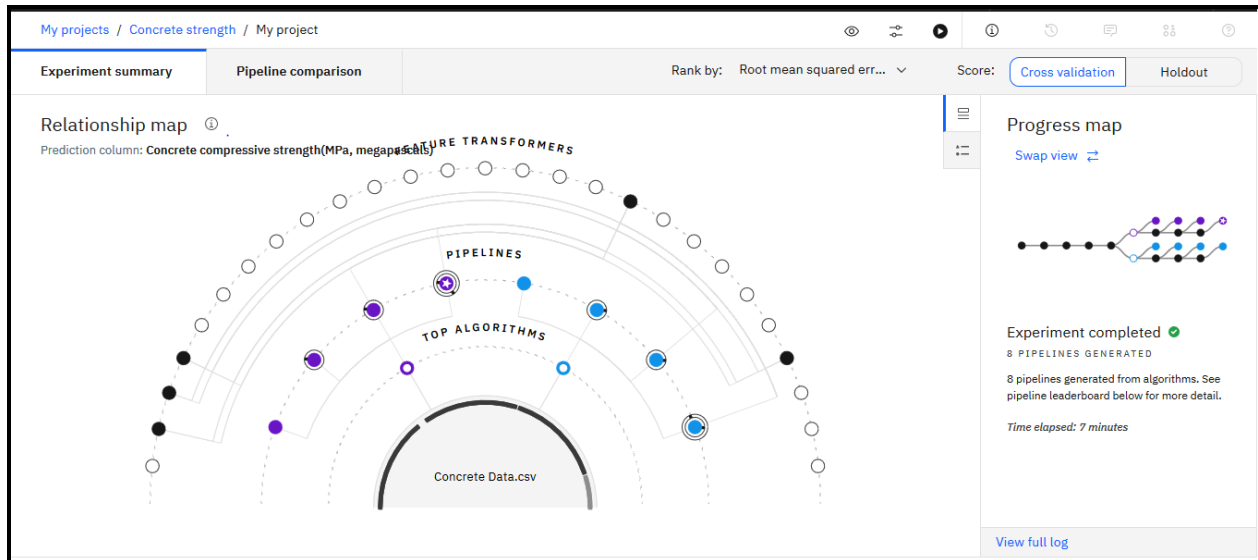 My projects / Concrete strength / My project
Experiment summary
Pipeline comparison
Rank by: Root mean squared err...
Score: Cross validation Holdout
Relationship map
Prediction column: Concrete compressive strength(MPa, megapascals)
FEATURE TRANSFORMERS
PIPELINES
TOP ALGORITHMS
Concrete Data.csv
Progress map
Swap view
Experiment completed
8 PIPELINES GENERATED
8 pipelines generated from algorithms. See
pipeline leaderboard below for more detail.
Time elapsed: 7 minutes
View full log